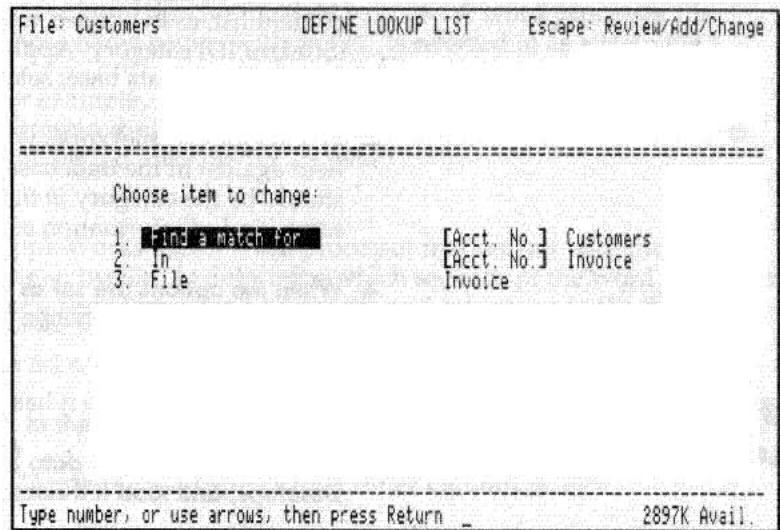 File: Customers DEFINE LOOKUP LIST Escape: Review/Add/Change
Choose item to change:
1. Find a match for [Acct. No.] Customers
2. In [Acct. No.] Invoice
3. File Invoice
Type number, or use arrows, then press Return _ 2897K Avail.